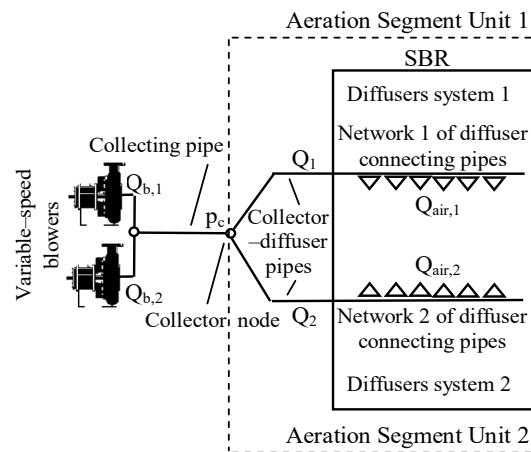 Aeration Segment Unit 1
SBR
Diffusers system 1
Network 1 of diffuser
connecting pipes
Collecting pipe
Q1
Qb,1
Qair,1
Variable–speed
blowers
pc
Collector
–diffuser
pipes
Qair,2
Qb,2
Collector node
Q2
Network 2 of diffuser
connecting pipes
Diffusers system 2
Aeration Segment Unit 2